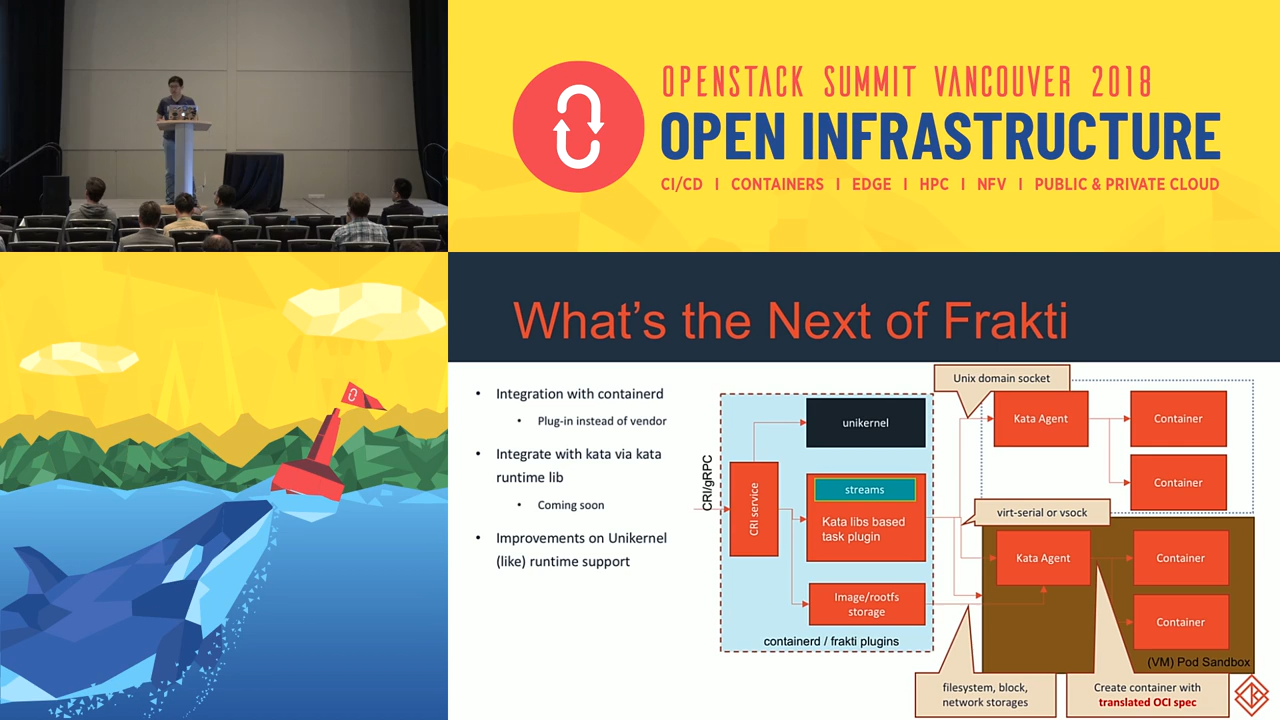 OPENSTACK SUMMIT VANCOUVER 2018
OPEN INFRASTRUCTURE
CI/CD | CONTAINERS | EDGE | HPC | NFV | PUBLIC & PRIVATE CLOUD
What's the Next of Frakti
• Integration with containerd
• Plug-in instead of vendor
• Integrate with kata via kata
runtime lib
• Coming soon
• Improvements on Unikernel
(like) runtime support
CRI/gRPC
CRI service
unikernel
streams
Kata libs based
task plugin
Image/rootfs
storage
containerd / frakti plugins
Unix domain socket
Kata Agent
Container
Container
virt-serial or vsock
Kata Agent
Container
Container
(VM) Pod Sandbox
filesystem, block,
network storages
Create container with
translated OCI spec